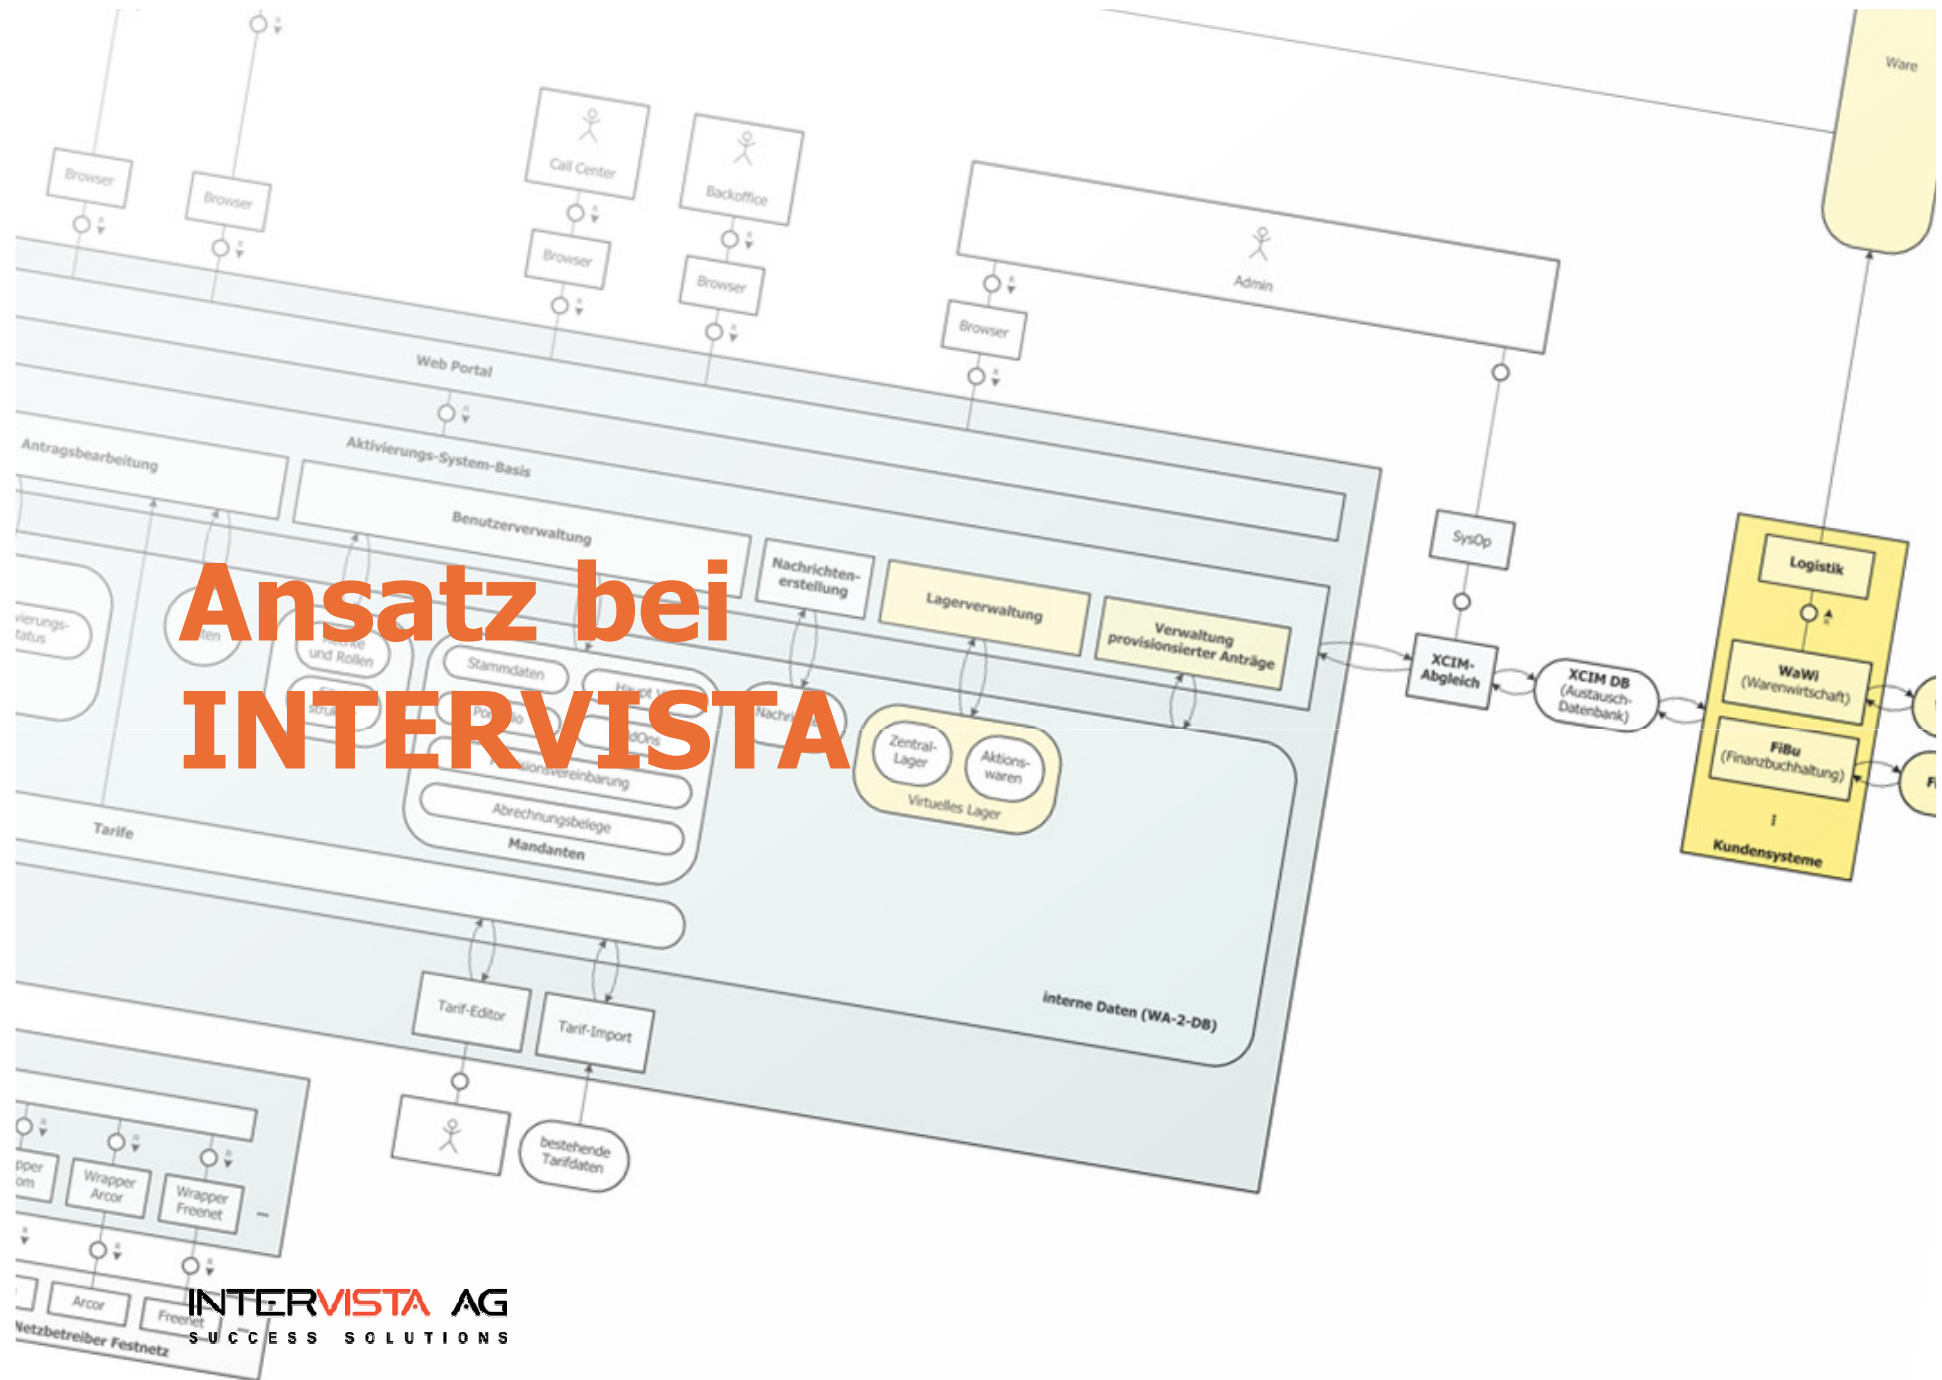 Ware
Call Center
Backoffice
Browser
Browser
Browser
Browser
Admin
Browser
Web Portal
Aktivierungs-System-Basis
Antragsbearbeitung
Benutzerverwaltung
Nachrichten-
erstellung
Lagerverwaltung
Verwaltung
provisionierter Anträge
SysOp
XCIM-
Abgleich
XCIM DB
(Austausch-
Datenbank)
Logistik
WaWi
(Warenwirtschaft)
FiBu
(Finanzbuchhaltung)
Kundensysteme
Ansatz bei
INTERVISTA
und Rollen
Stammdaten
Abrechnungsbelege
Mandanten
Zentral-
Lager
Aktions-
waren
Virtuelles Lager
Tarife
interne Daten (WA-2-DB)
Tarif-Editor
Tarif-Import
bestehende
Tarifdaten
Wrapper
Arcor
Wrapper
Freenet
Arcor
Freenet
Netzbetreiber Festnetz
INTERVISTA AG
SUCCESS SOLUTIONS